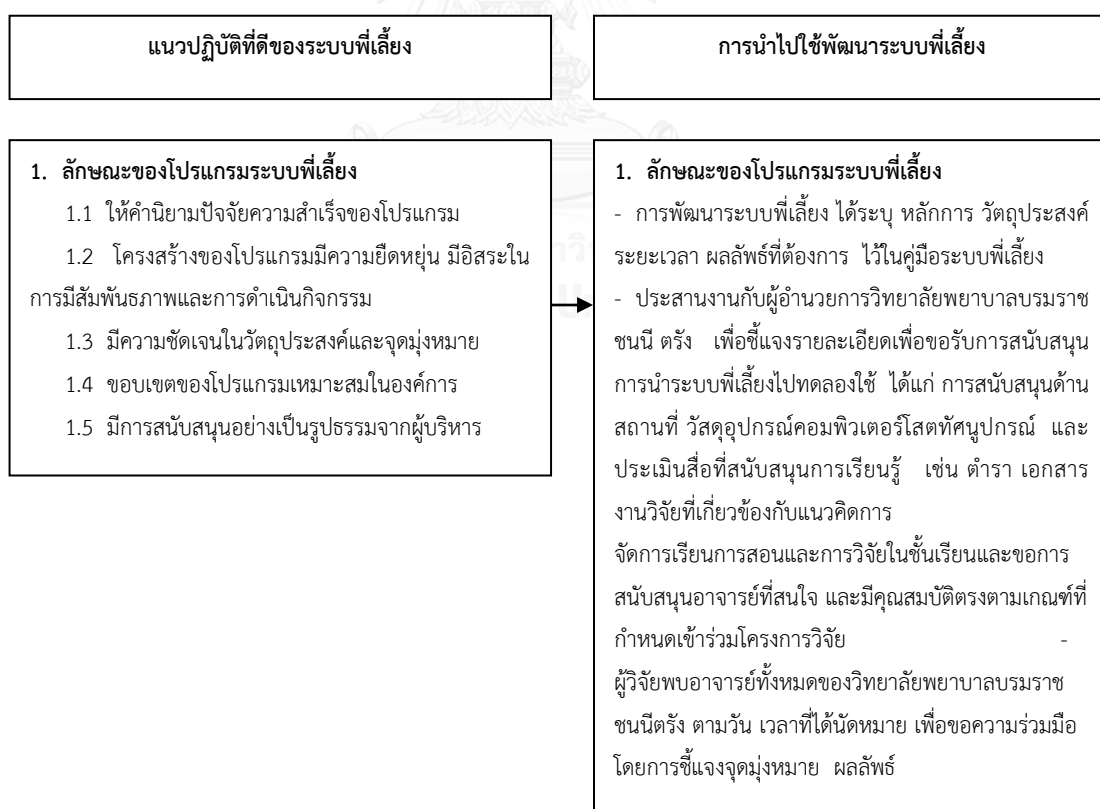 แนวปฏิบัติที่ดีของระบบพี่เลี้ยง
การนำไปใช้พัฒนาระบบพี่เลี้ยง
1. ลักษณะของโปรแกรมระบบพี่เลี้ยง
1.1 ให้คำนิยามปัจจัยความสำเร็จของโปรแกรม
1.2 โครงสร้างของโปรแกรมมีความยืดหยุ่น มีอิสระใน
การมีสัมพันธภาพและการดำเนินกิจกรรม
1.3 มีความชัดเจนในวัตถุประสงค์และจุดมุ่งหมาย
1.4 ขอบเขตของโปรแกรมเหมาะสมในองค์การ
1.5 มีการสนับสนุนอย่างเป็นรูปธรรมจากผู้บริหาร
1. ลักษณะของโปรแกรมระบบพี่เลี้ยง
- การพัฒนาระบบพี่เลี้ยง ได้ระบุ หลักการ วัตถุประสงค์
ระยะเวลา ผลลัพธ์ที่ต้องการ ไว้ในคู่มือระบบพี่เลี้ยง
- ประสานงานกับผู้อำนวยการวิทยาลัยพยาบาลบรมราช
ชนนี ตรัง เพื่อชี้แจงรายละเอียดเพื่อขอรับการสนับสนุน
การนำระบบพี่เลี้ยงไปทดลองใช้ ได้แก่ การสนับสนุนด้าน
สถานที่ วัสดุอุปกรณ์คอมพิวเตอร์โสตทัศนูปกรณ์ และ
ประเมินสื่อที่สนับสนุนการเรียนรู้ เช่น ตำรา เอกสาร
งานวิจัยที่เกี่ยวข้องกับแนวคิดการ
จัดการเรียนการสอนและการวิจัยในชั้นเรียนและขอการ
สนับสนุนอาจารย์ที่สนใจ และมีคุณสมบัติตรงตามเกณฑ์ที่
กำหนดเข้าร่วมโครงการวิจัย -
ผู้วิจัยพบอาจารย์ทั้งหมดของวิทยาลัยพยาบาลบรมราช
ชนนีตรัง ตามวัน เวลาที่ได้นัดหมาย เพื่อขอความร่วมมือ
โดยการชี้แจงจุดมุ่งหมาย ผลลัพธ์